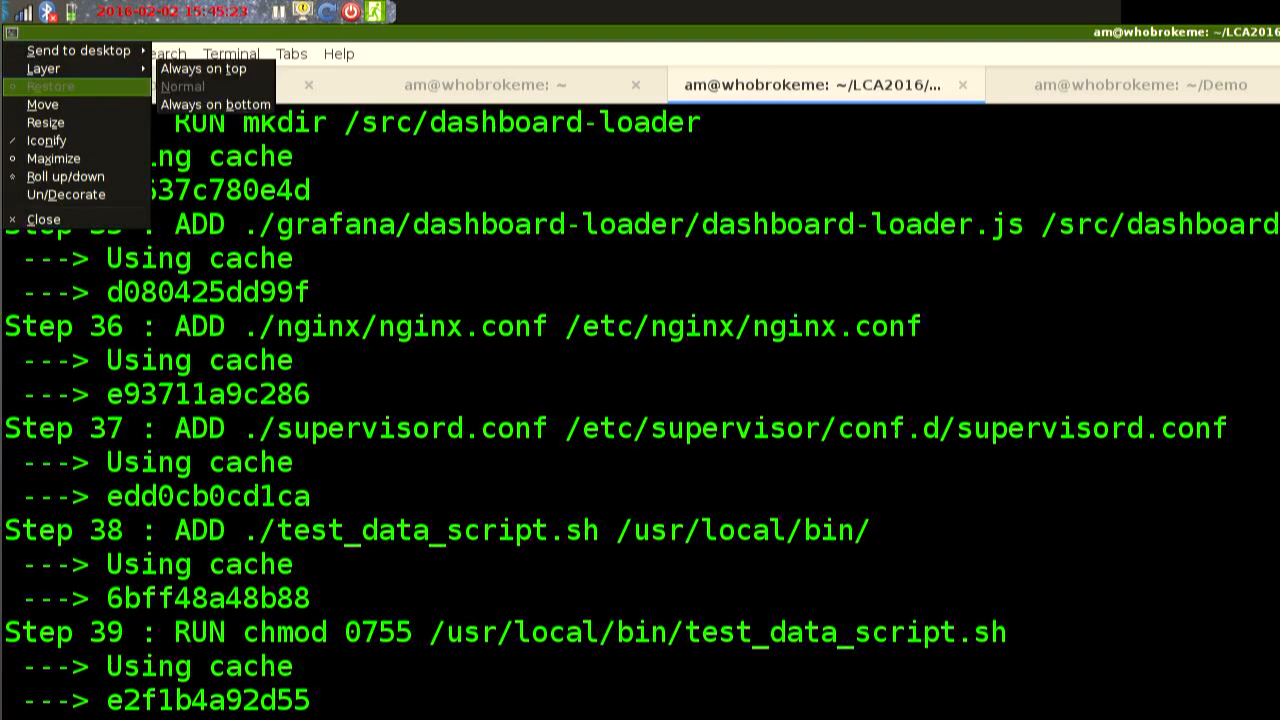 2016-02-02 15:45:23
am@whobrokeme: ~/LCA2016
Send to desktop
Layer
Restore
Move
Resize
Iconify
Maximize
Roll up/down
Un/Decorate
Close
Always on top
Normal
Always on bottom
earch Terminal Tabs Help
am@whobrokeme: ~
am@whobrokeme: ~/LCA2016/...
am@whobrokeme: ~/Demo
RUN mkdir /src/dashboard-loader
ing cache
637c780e4d
Step 35 : ADD ./grafana/dashboard-loader/dashboard-loader.js /src/dashboard
---> Using cache
---> d080425dd99f
Step 36 : ADD ./nginx/nginx.conf /etc/nginx/nginx.conf
---> Using cache
---> e93711a9c286
Step 37 : ADD ./supervisord.conf /etc/supervisor/conf.d/supervisord.conf
---> Using cache
---> edd0cb0cd1ca
Step 38 : ADD ./test_data_script.sh /usr/local/bin/
---> Using cache
---> 6bff48a48b88
Step 39 : RUN chmod 0755 /usr/local/bin/test_data_script.sh
---> Using cache
---> e2f1b4a92d55